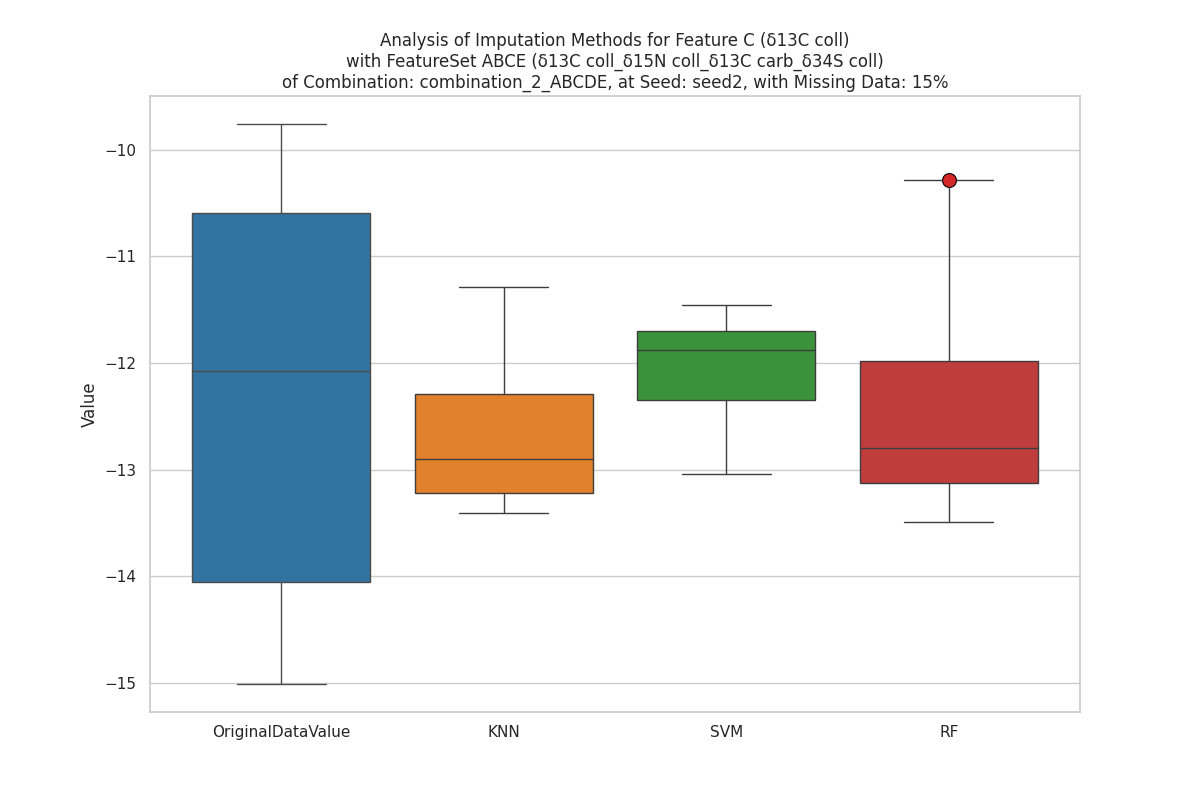 Analysis of Imputation Methods for Feature C (δ13C coll)
with FeatureSet ABCE (δ13C coll_δ15N coll_δ13C carb_δ34S coll)
of Combination: combination_2_ABCDE, at Seed: seed2, with Missing Data: 15%
Value
−10
−11
−12
−13
−14
−15
OriginalDataValue
KNN
SVM
RF